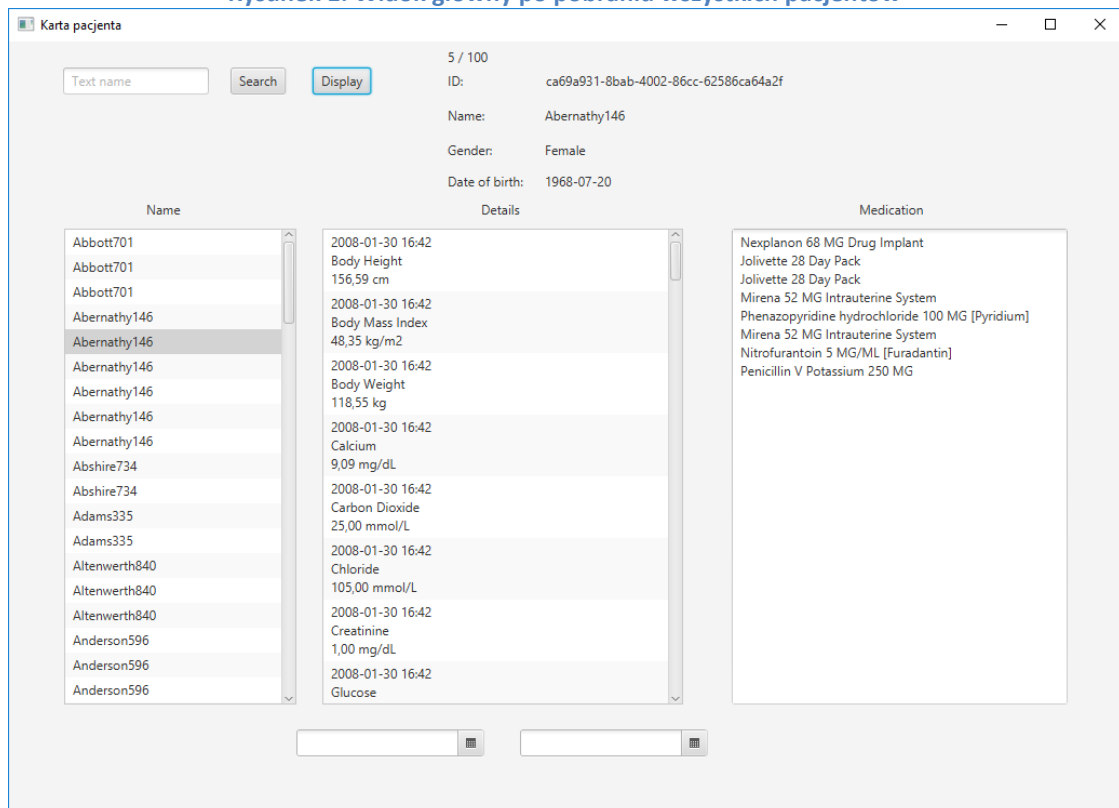 Rysunek 2. Widok główny po pobraniu wszystkich pacjentów
Karta pacjenta
Text name
Search
Display
5 / 100
ID: ca69a931-8bab-4002-86cc-62586ca64a2f
Name: Abernathy146
Gender: Female
Date of birth: 1968-07-20
Name
Abbott701
Abbott701
Abbott701
Abernathy146
Abernathy146
Abernathy146
Abernathy146
Abernathy146
Abernathy146
Abshire734
Abshire734
Adams335
Adams335
Altenwerth840
Altenwerth840
Altenwerth840
Anderson596
Anderson596
Anderson596
Details
2008-01-30 16:42
Body Height
156,59 cm
2008-01-30 16:42
Body Mass Index
48,35 kg/m2
2008-01-30 16:42
Body Weight
118,55 kg
2008-01-30 16:42
Calcium
9,09 mg/dL
2008-01-30 16:42
Carbon Dioxide
25,00 mmol/L
2008-01-30 16:42
Chloride
105,00 mmol/L
2008-01-30 16:42
Creatinine
1,00 mg/dL
2008-01-30 16:42
Glucose
Medication
Nexplanon 68 MG Drug Implant
Jolivette 28 Day Pack
Jolivette 28 Day Pack
Mirena 52 MG Intrauterine System
Phenazopyridine hydrochloride 100 MG [Pyridium]
Mirena 52 MG Intrauterine System
Nitrofurantoin 5 MG/ML [Furadantin]
Penicillin V Potassium 250 MG